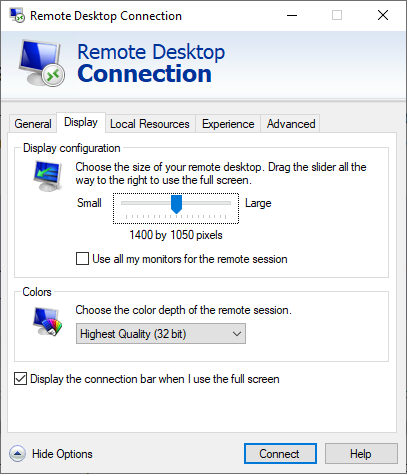 Remote Desktop Connection
Remote Desktop
Connection
General Display Local Resources Experience Advanced
Display configuration
Choose the size of your remote desktop. Drag the slider all the
way to the right to use the full screen.
Small Large
1400 by 1050 pixels
Use all my monitors for the remote session
Colors
Choose the color depth of the remote session.
Highest Quality (32 bit)
Display the connection bar when I use the full screen
Hide Options Connect Help